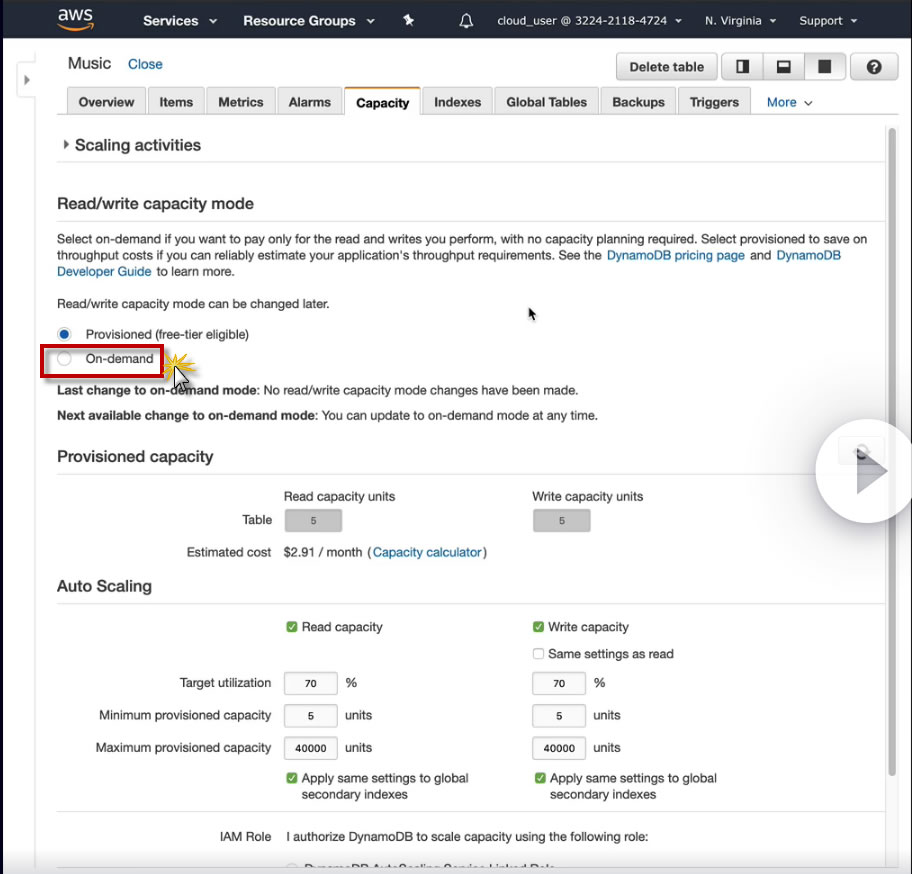 aws Services Resource Groups cloud_user @ 3224-2118-4724 N. Virginia Support
Music Close Delete table ?
Overview Items Metrics Alarms Capacity Indexes Global Tables Backups Triggers More
Scaling activities
Read/write capacity mode
Select on-demand if you want to pay only for the read and writes you perform, with no capacity planning required. Select provisioned to save on
throughput costs if you can reliably estimate your application's throughput requirements. See the DynamoDB pricing page and DynamoDB
Developer Guide to learn more.
Read/write capacity mode can be changed later.
Provisioned (free-tier eligible)
On-demand
Last change to on-demand mode: No read/write capacity mode changes have been made.
Next available change to on-demand mode: You can update to on-demand mode at any time.
Provisioned capacity
Read capacity units Write capacity units
Table 5 5
Estimated cost $2.91 / month (Capacity calculator)
Auto Scaling
Read capacity Write capacity
Same settings as read
Target utilization 70 % 70 %
Minimum provisioned capacity 5 units 5 units
Maximum provisioned capacity 40000 units 40000 units
Apply same settings to global Apply same settings to global
secondary indexes secondary indexes
IAM Role I authorize DynamoDB to scale capacity using the following role:
DynamoDB AutoScaling Service Linked Role